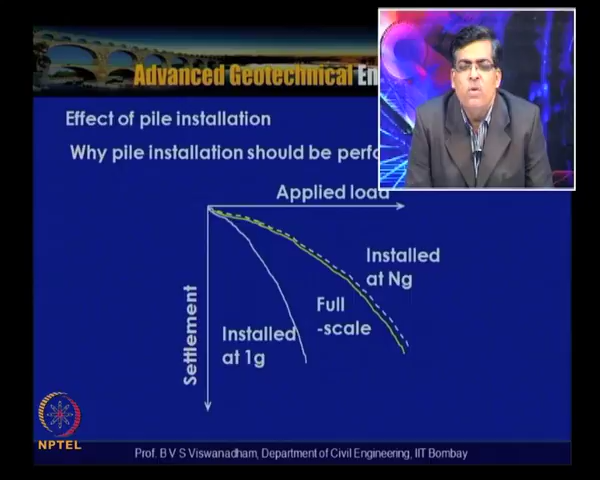 Advanced Geotechnical En
Effect of pile installation
Why pile installation should be perfo
Applied load
Installed
at Ng
Full
-scale
Installed
at 1g
Settlement
NPTEL
Prof. B V S Viswanadham, Department of Civil Engineering, IIT Bombay